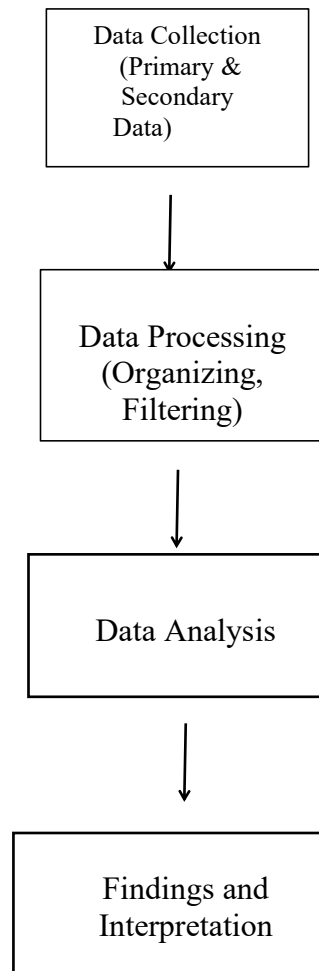 Data Collection
(Primary &
Secondary
Data)
Data Processing
(Organizing,
Filtering)
Data Analysis
Findings and
Interpretation